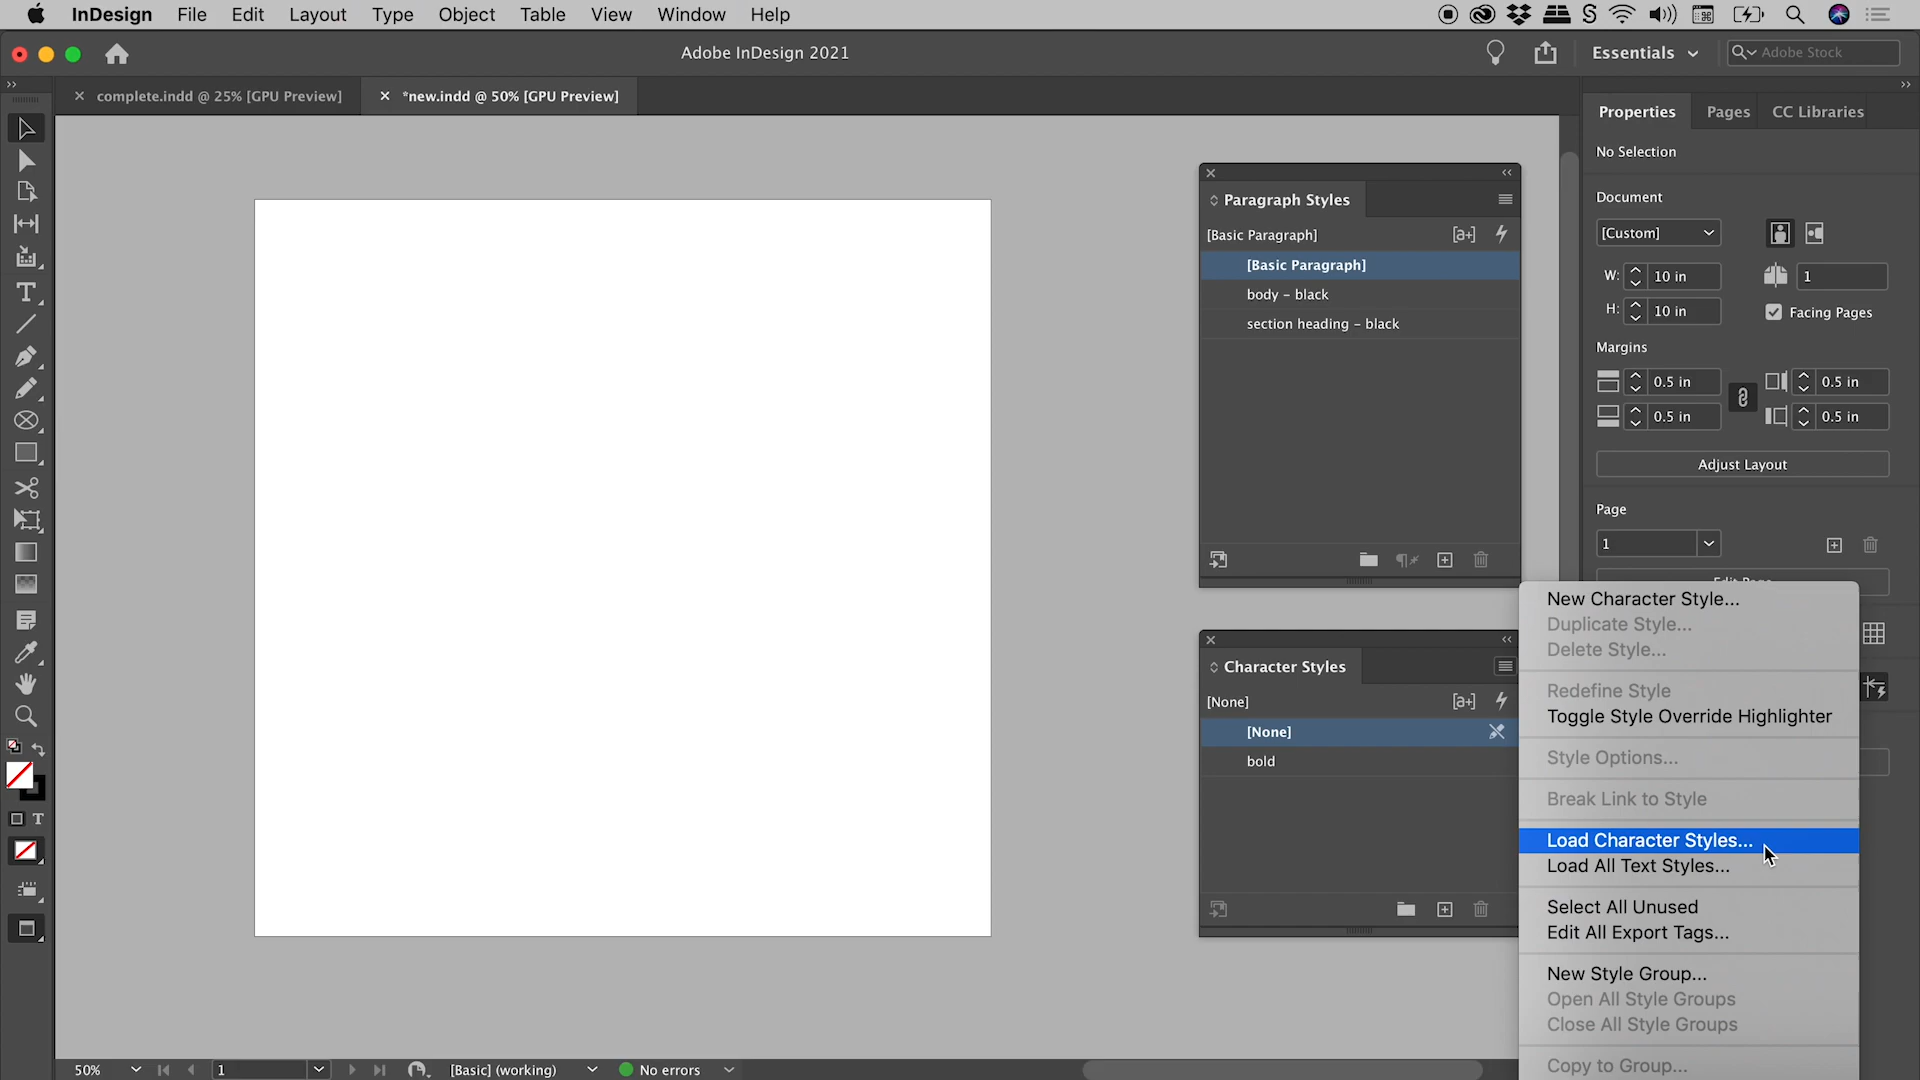 InDesign File Edit Layout Type Object Table View Window Help
Adobe InDesign 2021
Essentials
Adobe Stock
complete.indd @ 25% [GPU Preview]
*new.indd @ 50% [GPU Preview]
Properties Pages CC Libraries
No Selection
Document
[Custom]
W: 10 in
1
H: 10 in
Facing Pages
Margins
0.5 in 0.5 in
0.5 in 0.5 in
Adjust Layout
Page
1
Paragraph Styles
[Basic Paragraph]
[a+]
[Basic Paragraph]
body – black
section heading – black
Character Styles
[None]
[a+]
[None]
bold
New Character Style...
Duplicate Style...
Delete Style...
Redefine Style
Toggle Style Override Highlighter
Style Options...
Break Link to Style
Load Character Styles...
Load All Text Styles...
Select All Unused
Edit All Export Tags...
New Style Group...
Open All Style Groups
Close All Style Groups
Copy to Group...
50%
1
[Basic] (working)
No errors